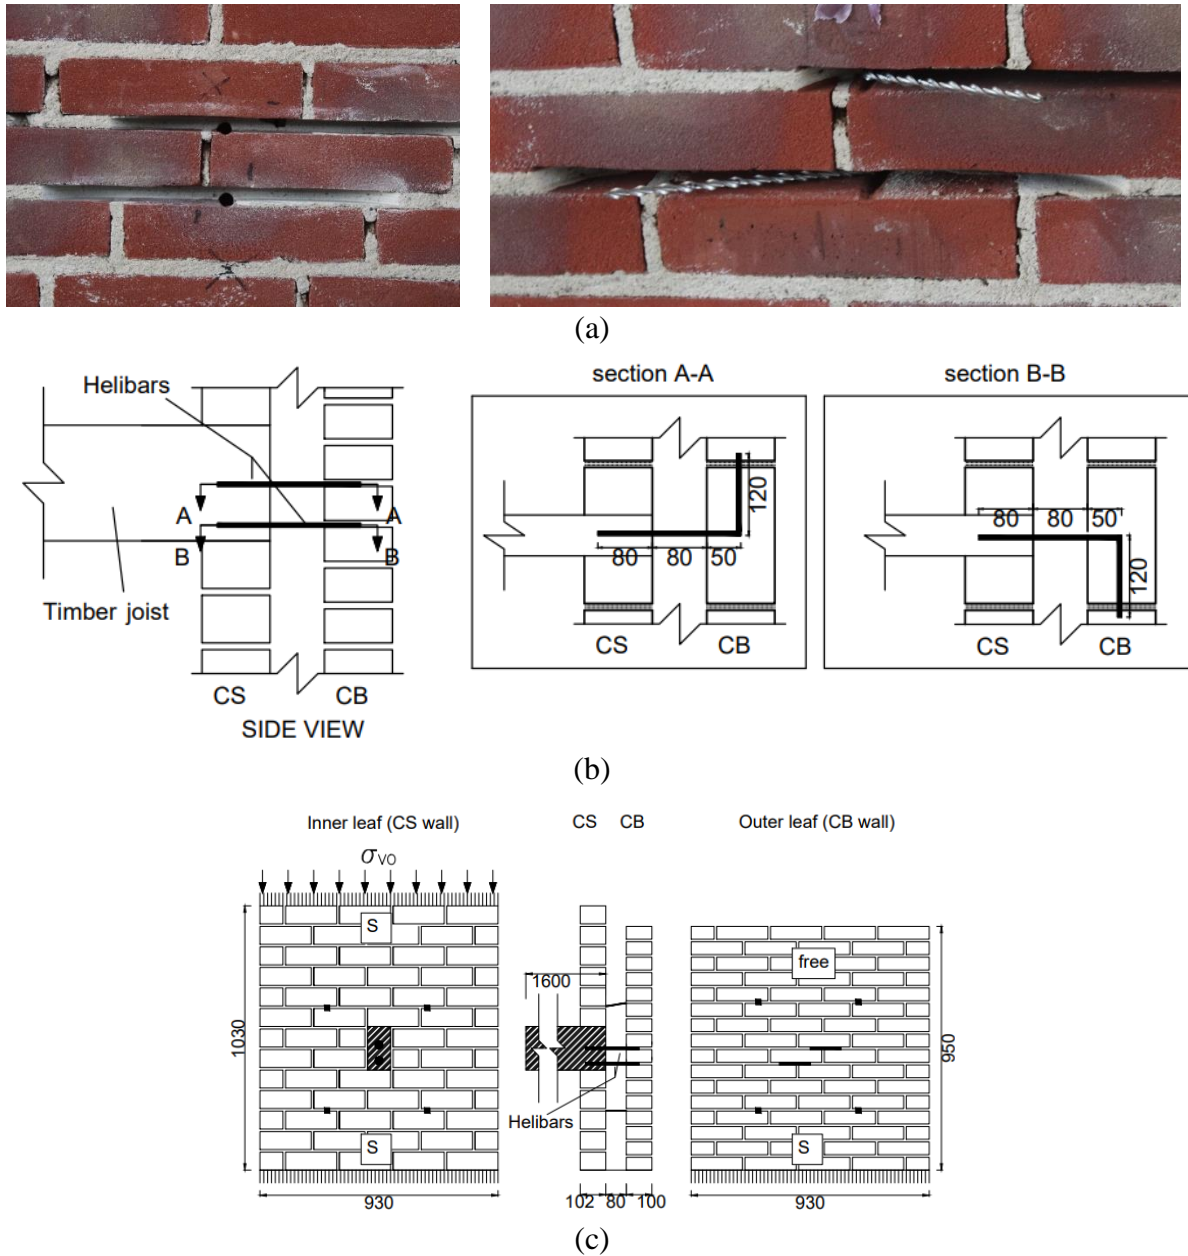 (a)
Helibars
A
A
B
B
Timber joist
CS
CB
SIDE VIEW
section A-A
80
80
50
120
CS
CB
section B-B
80
80
50
120
CS
CB
(b)
Inner leaf (CS wall)
CS
CB
Outer leaf (CB wall)
σVO
S
free
1600
1030
950
Helibars
S
S
930
102
80
100
930
(c)